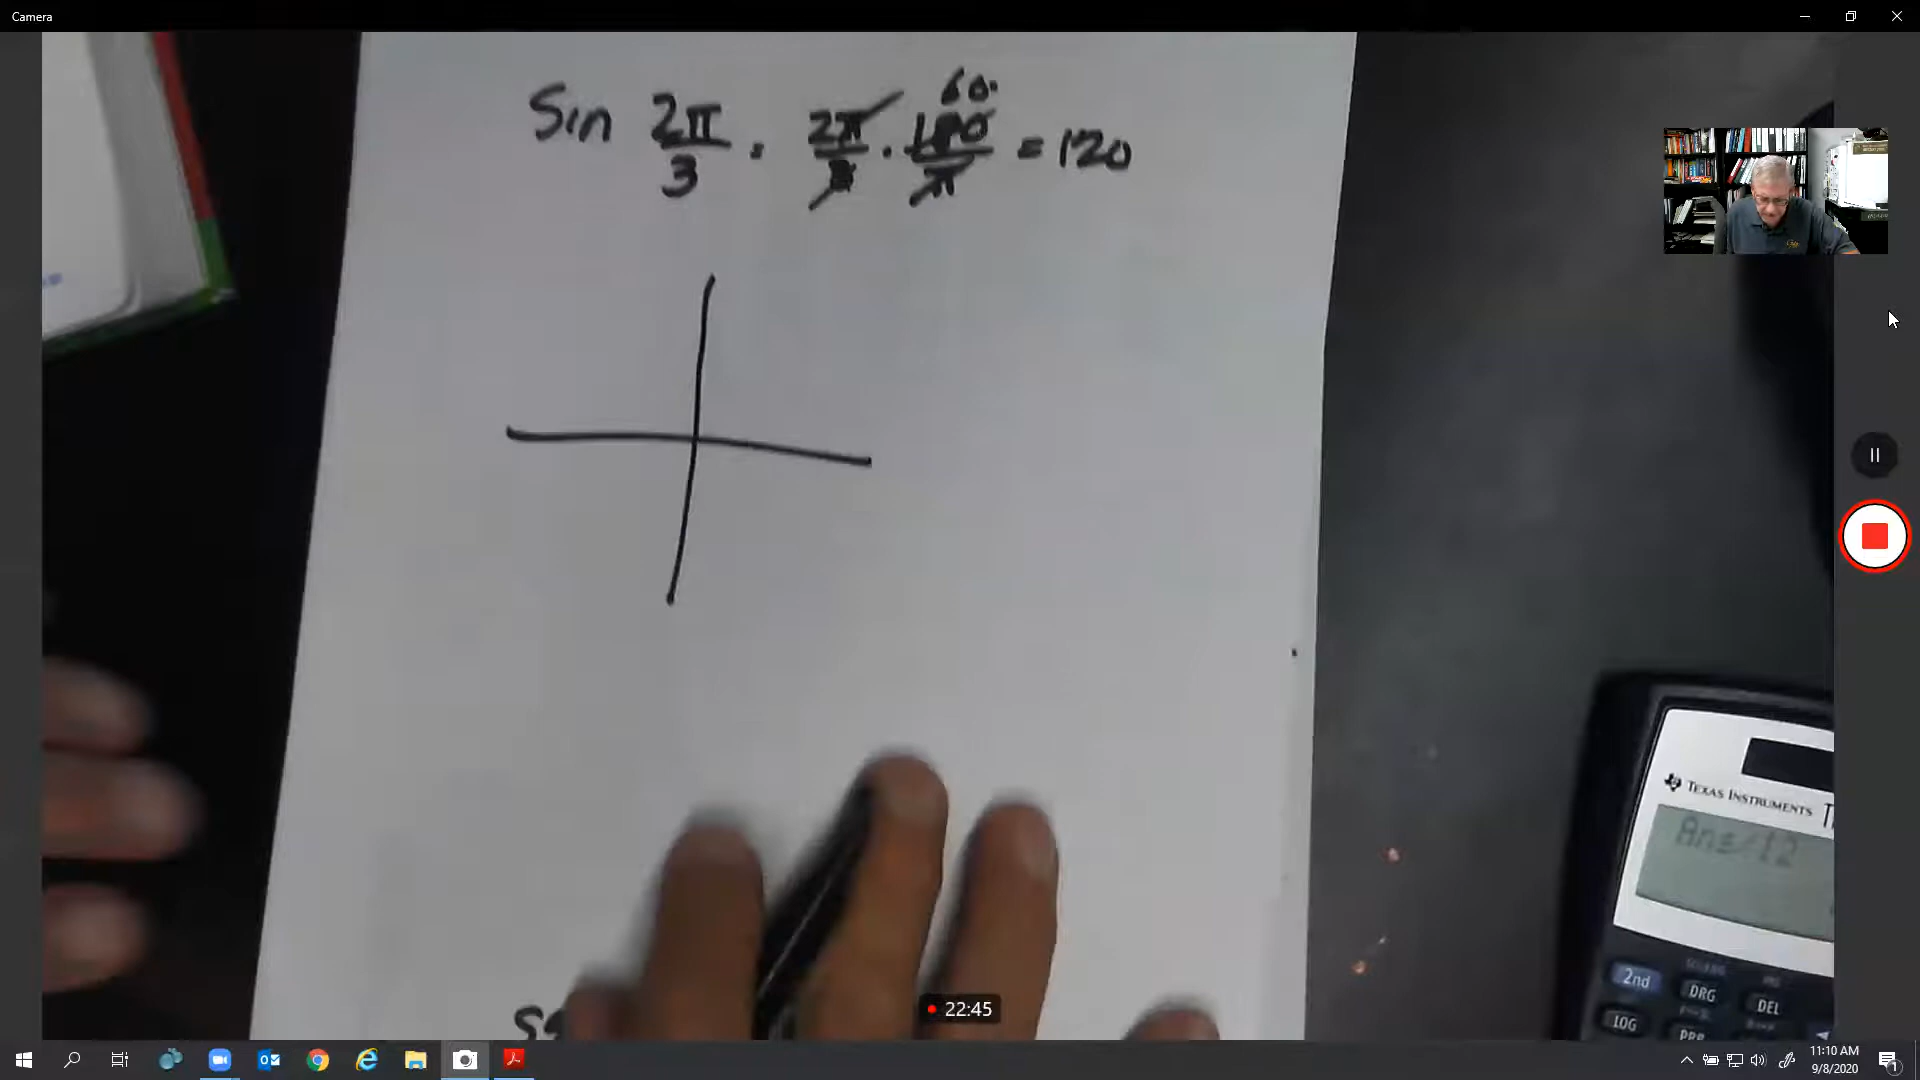 Camera
60.
Sin 2π/3 . 2π/3 . 180/π = 120
TEXAS INSTRUMENTS
Ans/12
2nd
DRG
DEL
LOG
PRB
22:45
11:10 AM
9/8/2020